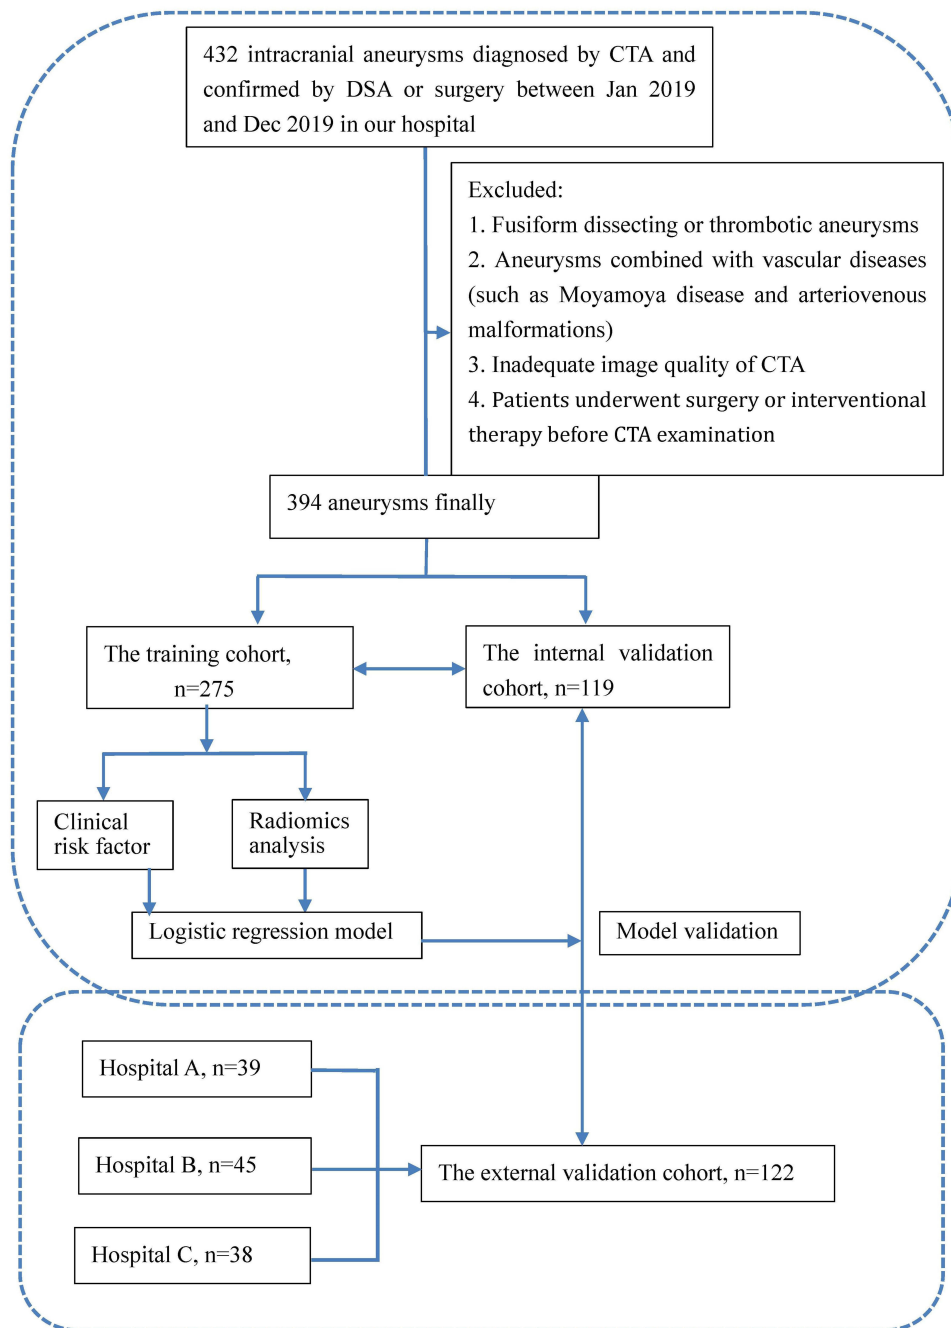 432 intracranial aneurysms diagnosed by CTA and
confirmed by DSA or surgery between Jan 2019
and Dec 2019 in our hospital
Excluded:
1. Fusiform dissecting or thrombotic aneurysms
2. Aneurysms combined with vascular diseases
(such as Moyamoya disease and arteriovenous
malformations)
3. Inadequate image quality of CTA
4. Patients underwent surgery or interventional
therapy before CTA examination
394 aneurysms finally
The training cohort,
n=275
The internal validation
cohort, n=119
Clinical
risk factor
Radiomics
analysis
Logistic regression model
Model validation
Hospital A, n=39
Hospital B, n=45
The external validation cohort, n=122
Hospital C, n=38